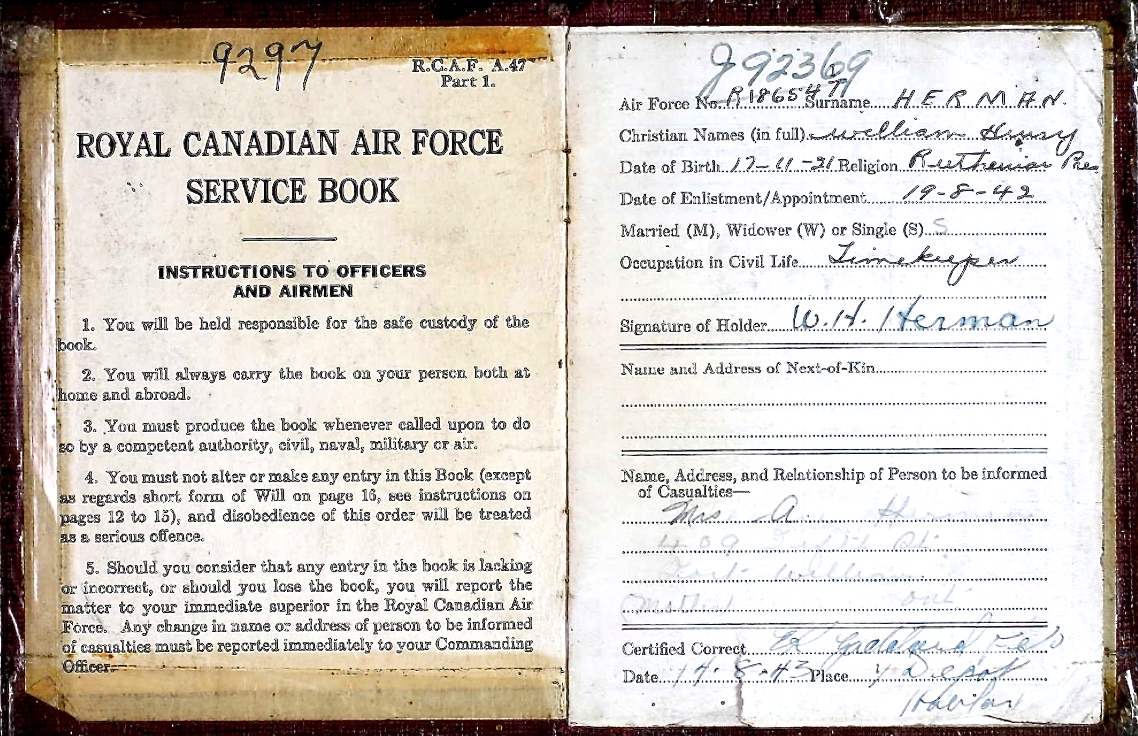 9297
R.C.A.F. A.47
Part 1.
ROYAL CANADIAN AIR FORCE
SERVICE BOOK
INSTRUCTIONS TO OFFICERS
AND AIRMEN
1. You will be held responsible for the safe custody of the
book.
2. You will always carry the book on your person both at
home and abroad.
3. You must produce the book whenever called upon to do
so by a competent authority, civil, naval, military or air.
4. You must not alter or make any entry in this Book (except
as regards short form of Will on page 16, see instructions on
pages 12 to 15), and disobedience of this order will be treated
as a serious offence.
5. Should you consider that any entry in the book is lacking
or incorrect, or should you lose the book, you will report the
matter to your immediate superior in the Royal Canadian Air
Force. Any change in name or address of person to be informed
of casualties must be reported immediately to your Commanding
Officer.
J92369
Air Force No. R186547 Surname HERMAN.
Christian Names (in full) William Henry
Date of Birth 17-11-21 Religion Ruthenian
Date of Enlistment/Appointment 19-8-42
Married (M), Widower (W) or Single (S) S
Occupation in Civil Life Timekeeper
Signature of Holder W.H. Herman
Name and Address of Next-of-Kin
Name, Address, and Relationship of Person to be informed
of Casualties—
Mrs A Herman
409 St.
Fort William
Mother Ont
Certified Correct
Date 14-8-43 Place Y Depot
Halifax